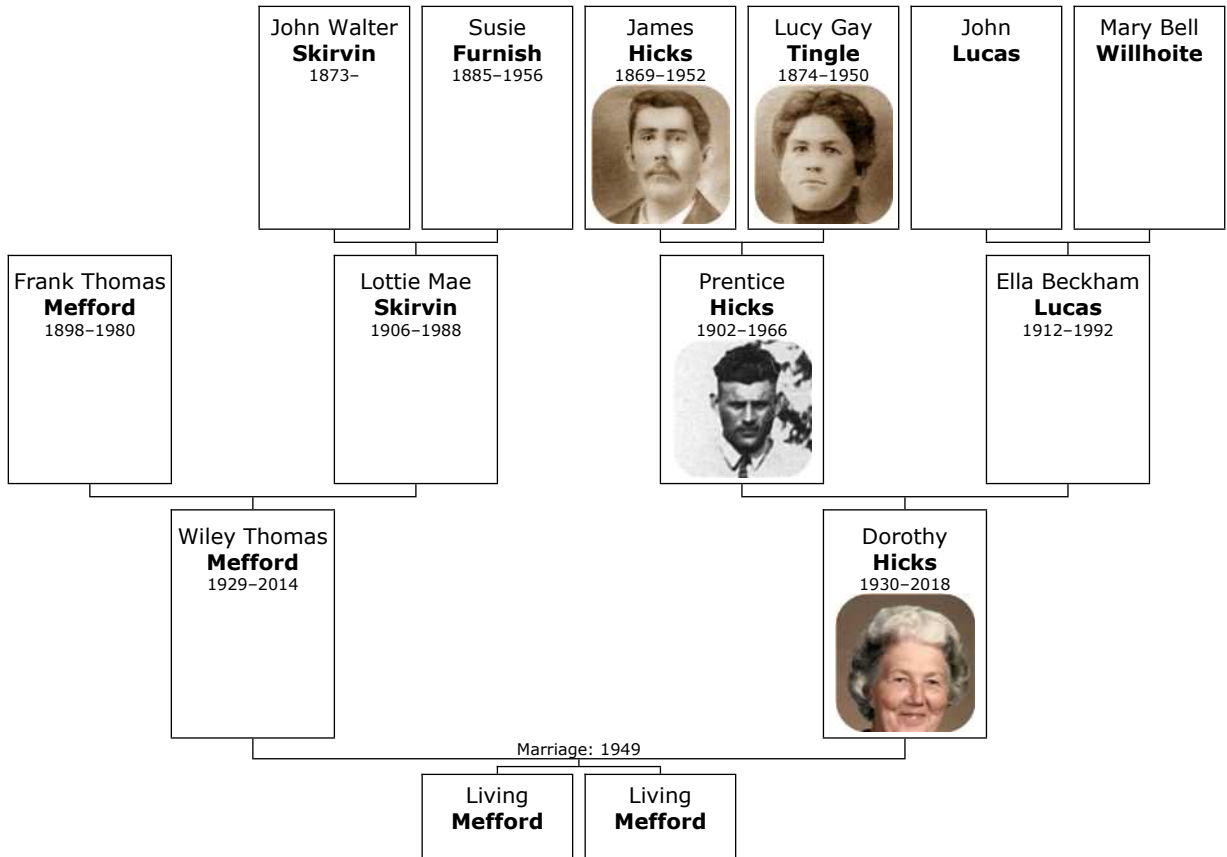 John Walter
Skirvin
1873–
Susie
Furnish
1885–1956
James
Hicks
1869–1952
Lucy Gay
Tingle
1874–1950
John
Lucas
Mary Bell
Willhoite
Frank Thomas
Mefford
1898–1980
Lottie Mae
Skirvin
1906–1988
Prentice
Hicks
1902–1966
Ella Beckham
Lucas
1912–1992
Wiley Thomas
Mefford
1929–2014
Dorothy
Hicks
1930–2018
Marriage: 1949
Living
Mefford
Living
Mefford